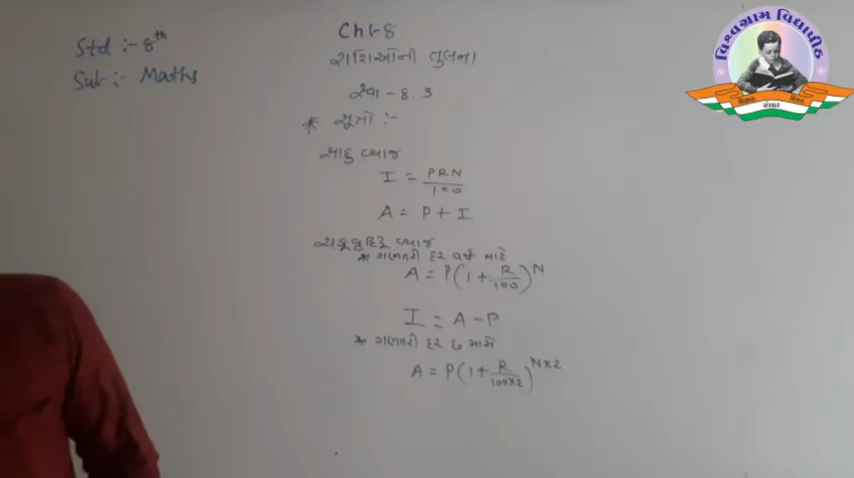 Std :- 8th
Sub :- Maths
Ch :- 8
રાશિઓની તુલના
સ્વા - 8.3
* સૂત્રો :-
સાદુ વ્યાજ
I = PRN/100
A = P + I
ચક્રવૃદ્ધિ વ્યાજ
* ગણતરી દર વર્ષ માટે
A = P(1 + R/100)^N
I = A - P
* ગણતરી દર છ માસે
A = P(1 + R/100×2)^N×2
વિશ્વગ્રામ વિદ્યાપીઠ